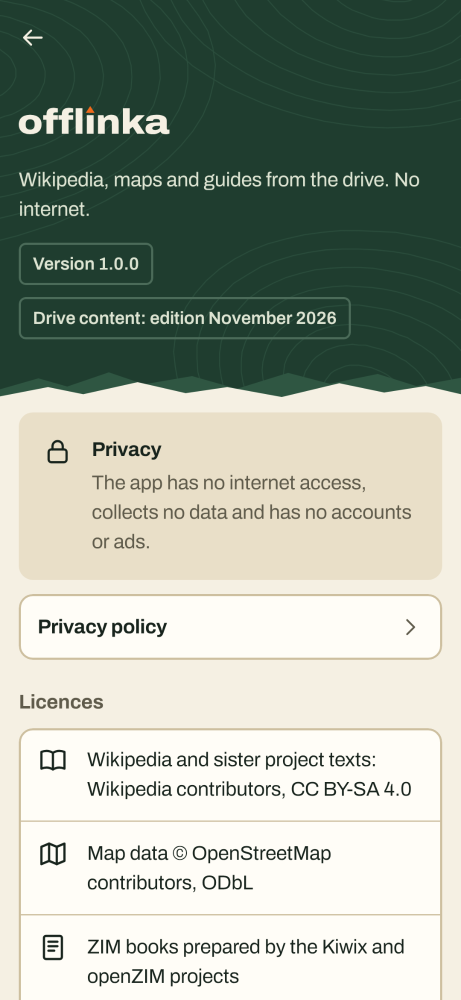 offlinka
Wikipedia, maps and guides from the drive. No
internet.
Version 1.0.0
Drive content: edition November 2026
Privacy
The app has no internet access,
collects no data and has no accounts
or ads.
Privacy policy
Licences
Wikipedia and sister project texts:
Wikipedia contributors, CC BY-SA 4.0
Map data © OpenStreetMap
contributors, ODbL
ZIM books prepared by the Kiwix and
openZIM projects